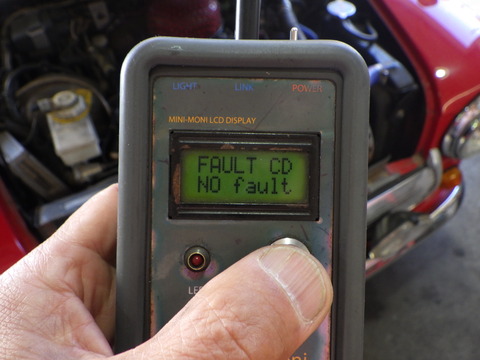 LIGHT LINK POWER
MINI-MONI LCD DISPLAY
FAULT CD
NO fault